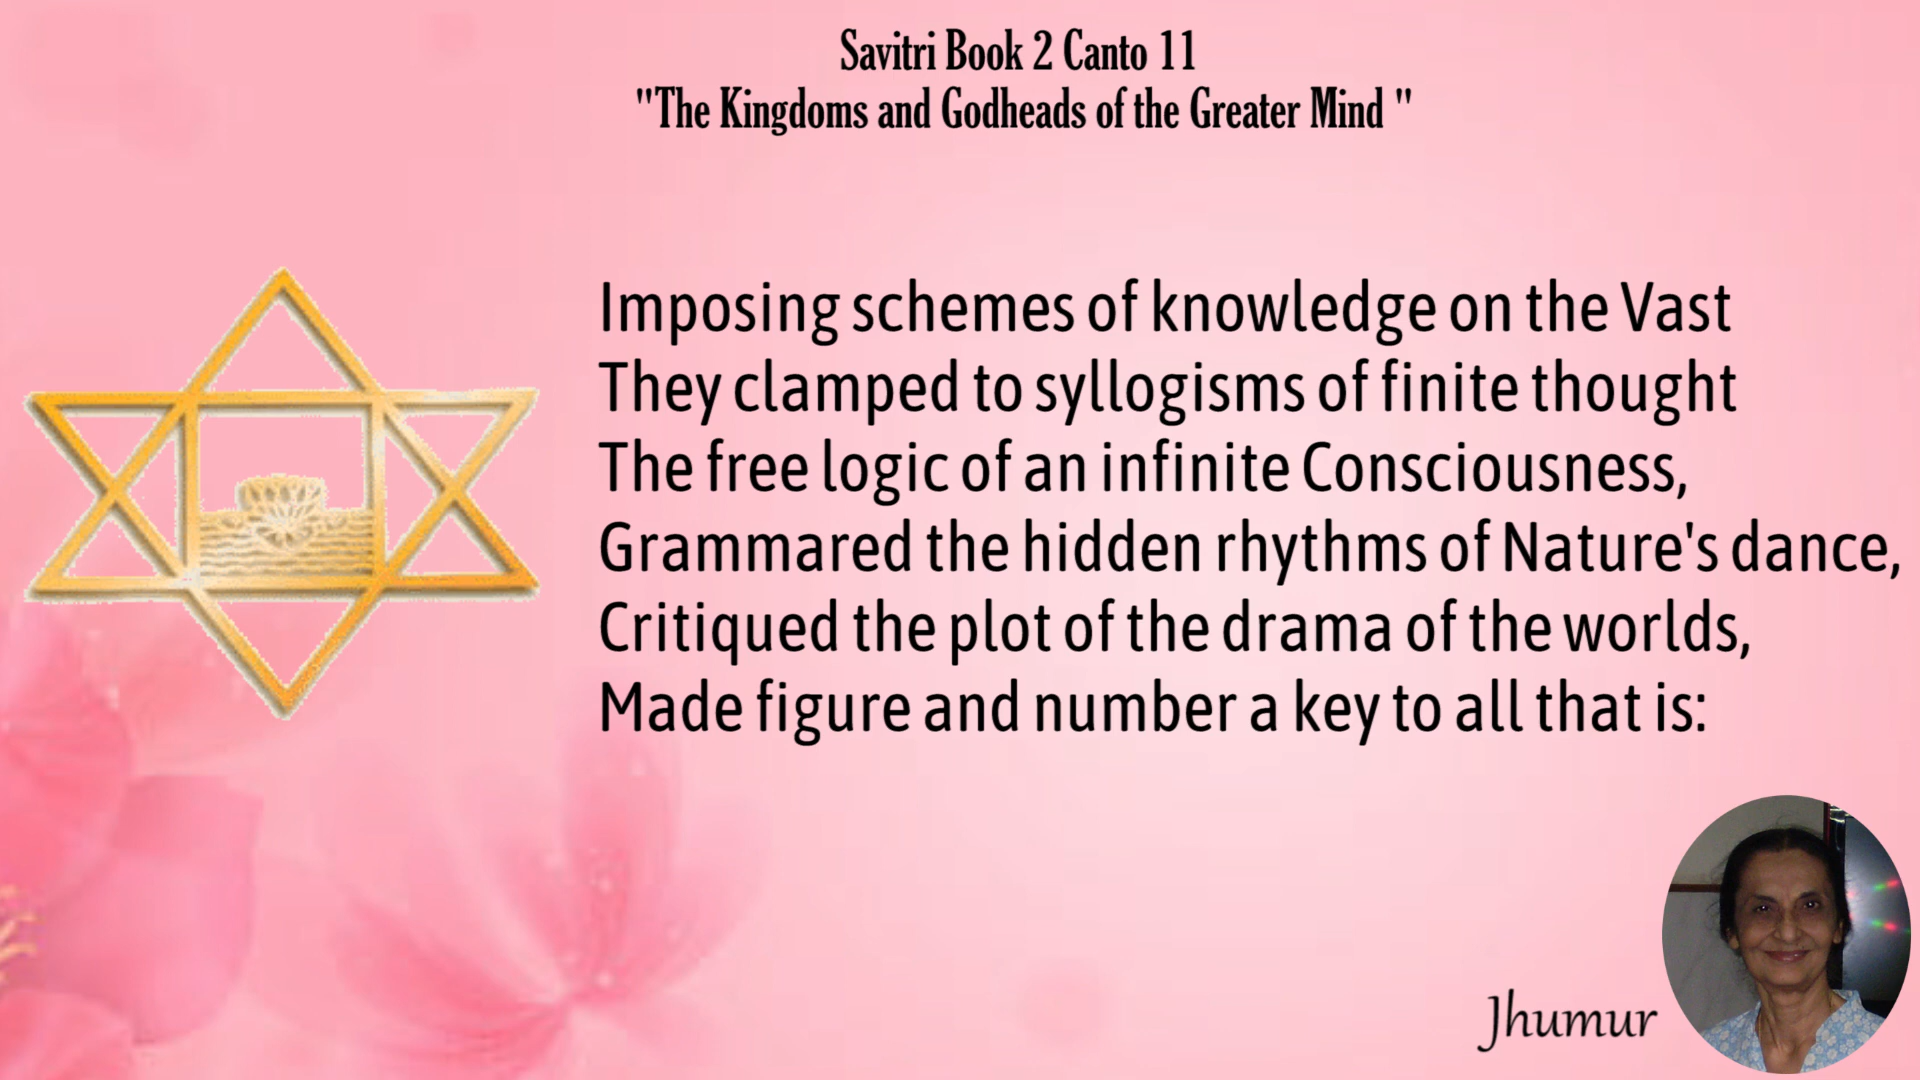 Savitri Book 2 Canto 11
"The Kingdoms and Godheads of the Greater Mind "
Imposing schemes of knowledge on the Vast
They clamped to syllogisms of finite thought
The free logic of an infinite Consciousness,
Grammared the hidden rhythms of Nature's dance,
Critiqued the plot of the drama of the worlds,
Made figure and number a key to all that is:
Jhumur